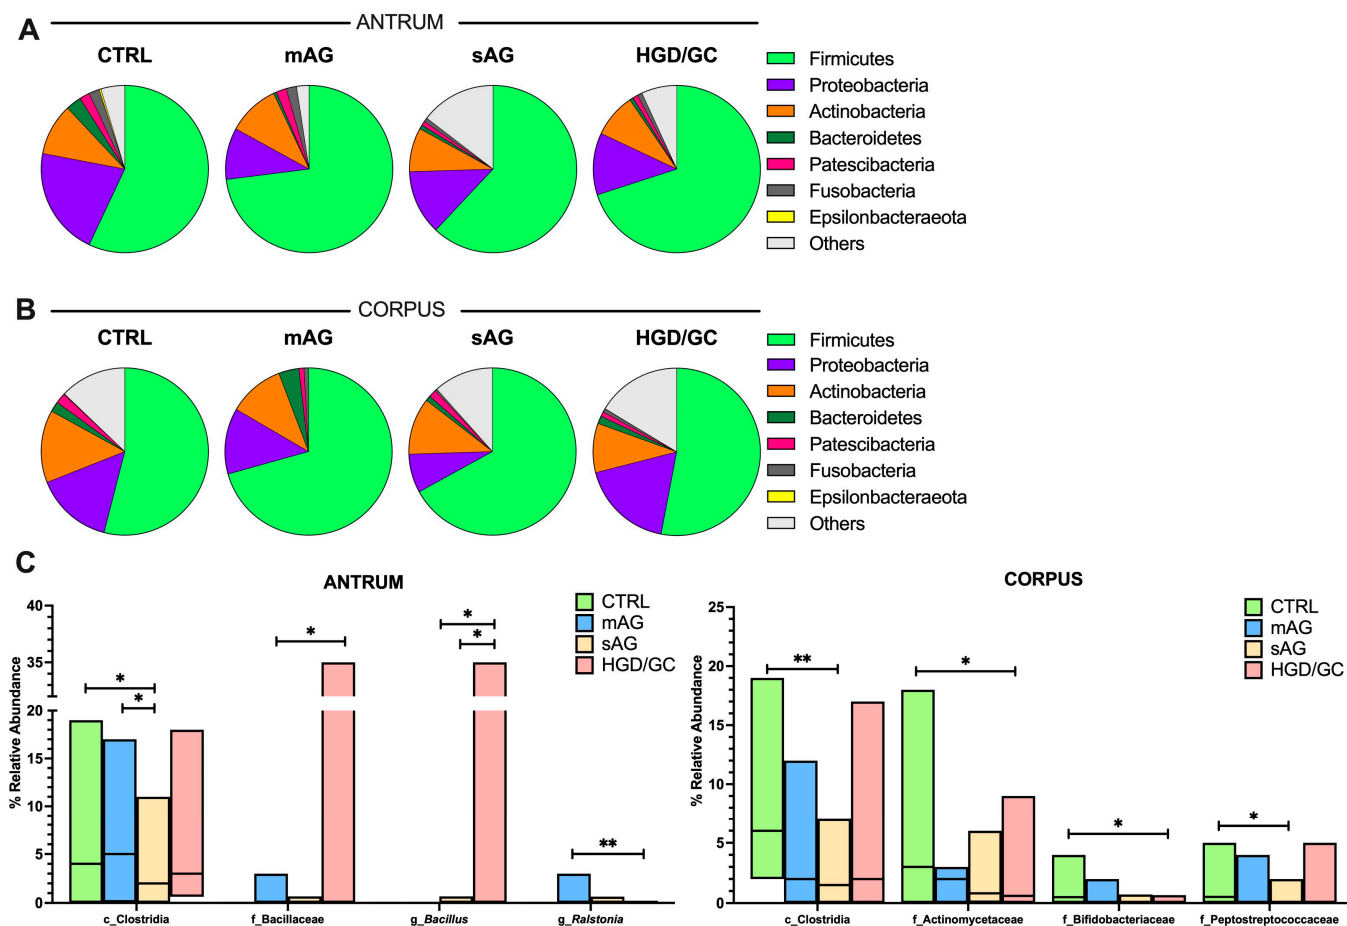 A
ANTRUM
CTRL
mAG
sAG
HGD/GC
Firmicutes
Proteobacteria
Actinobacteria
Bacteroidetes
Patescibacteria
Fusobacteria
Epsilonbacteraeota
Others
B
CORPUS
CTRL
mAG
sAG
HGD/GC
Firmicutes
Proteobacteria
Actinobacteria
Bacteroidetes
Patescibacteria
Fusobacteria
Epsilonbacteraeota
Others
C
ANTRUM
% Relative Abundance
40
35
20
15
10
5
0
*
*
*
*
*
**
CTRL
mAG
sAG
HGD/GC
c_Clostridia
f_Bacillaceae
g_Bacillus
g_Ralstonia
CORPUS
% Relative Abundance
25
20
15
10
5
0
**
*
*
*
CTRL
mAG
sAG
HGD/GC
c_Clostridia
f_Actinomycetaceae
f_Bifidobacteriaceae
f_Peptostreptococcaceae